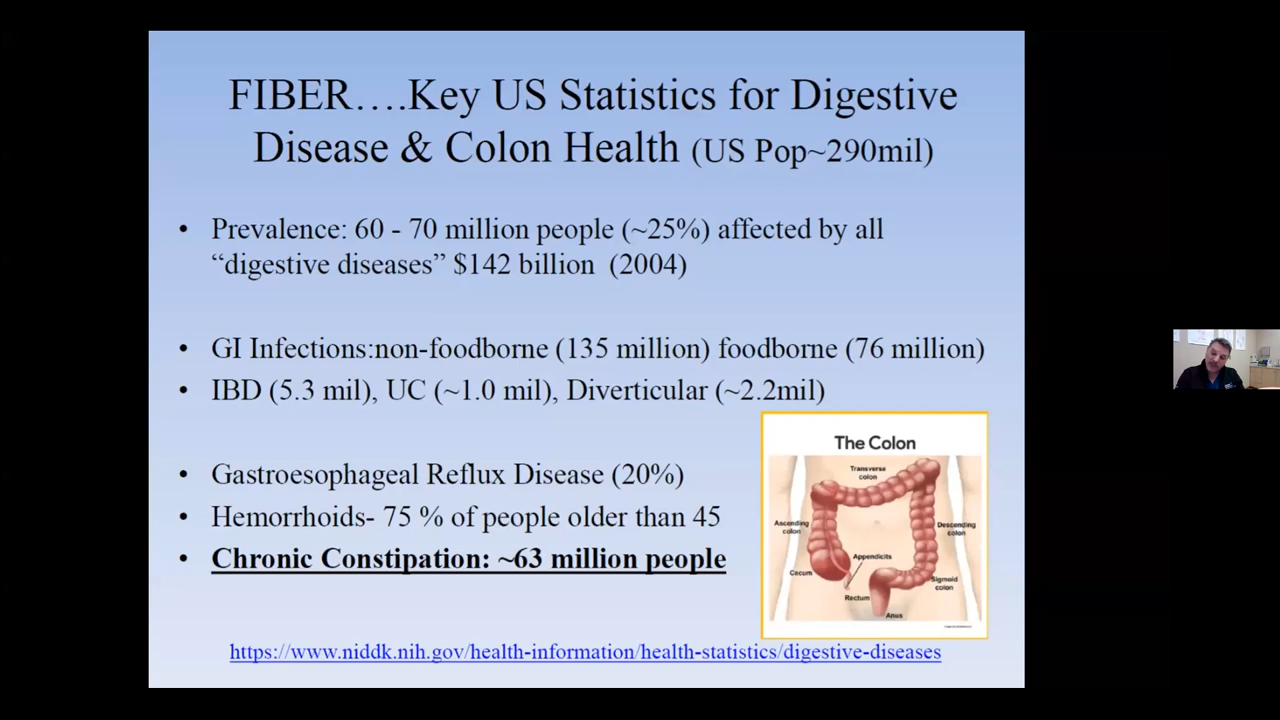 FIBER….Key US Statistics for Digestive
Disease & Colon Health (US Pop~290mil)
• Prevalence: 60 - 70 million people (~25%) affected by all
“digestive diseases” $142 billion (2004)
• GI Infections:non-foodborne (135 million) foodborne (76 million)
• IBD (5.3 mil), UC (~1.0 mil), Diverticular (~2.2mil)
• Gastroesophageal Reflux Disease (20%)
• Hemorrhoids- 75 % of people older than 45
• Chronic Constipation: ~63 million people
The Colon
Transverse
colon
Ascending
colon
Descending
colon
Appendicits
Cecum
Sigmoid
colon
Rectum
Anus
https://www.niddk.nih.gov/health-information/health-statistics/digestive-diseases